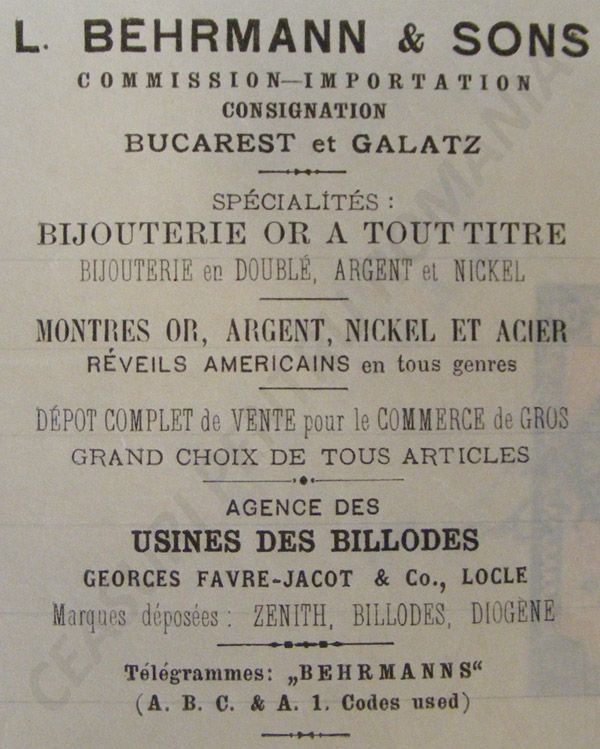 L. BEHRMANN & SONS
COMMISSION—IMPORTATION
CONSIGNATION
BUCAREST et GALATZ
SPÉCIALITÉS :
BIJOUTERIE OR A TOUT TITRE
BIJOUTERIE en DOUBLÉ, ARGENT et NICKEL
MONTRES OR, ARGENT, NICKEL ET ACIER
RÉVEILS AMERICAINS en tous genres
DÉPOT COMPLET de VENTE pour le COMMERCE de GROS
GRAND CHOIX DE TOUS ARTICLES
AGENCE DES
USINES DES BILLODES
GEORGES FAVRE-JACOT & Co., LOCLE
Marques déposées : ZENITH, BILLODES, DIOGÈNE
Télégrammes: „BEHRMANNS“
(A. B. C. & A. 1. Codes used)